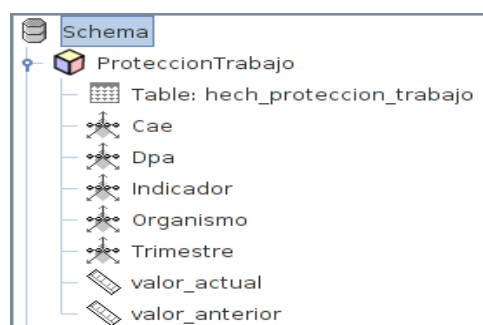 Schema
ProteccionTrabajo
Table: hech_proteccion_trabajo
Cae
Dpa
Indicador
Organismo
Trimestre
valor_actual
valor_anterior